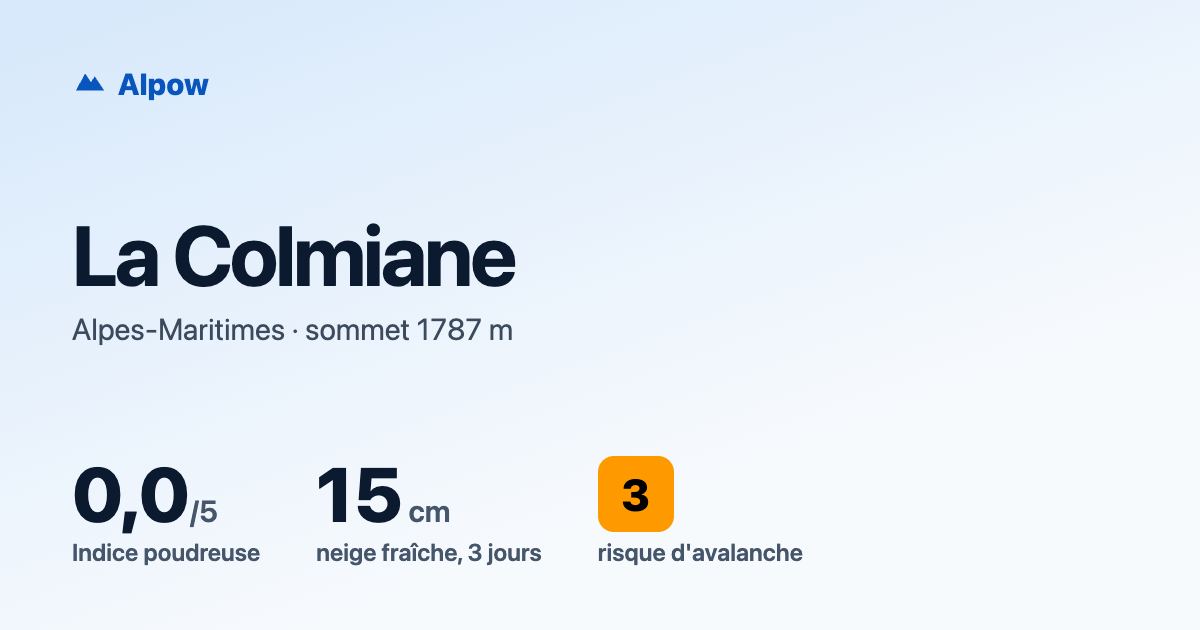 Alpow
La Colmiane
Alpes-Maritimes · sommet 1787 m
0,0/5
Indice poudreuse
15 cm
neige fraîche, 3 jours
3
risque d'avalanche